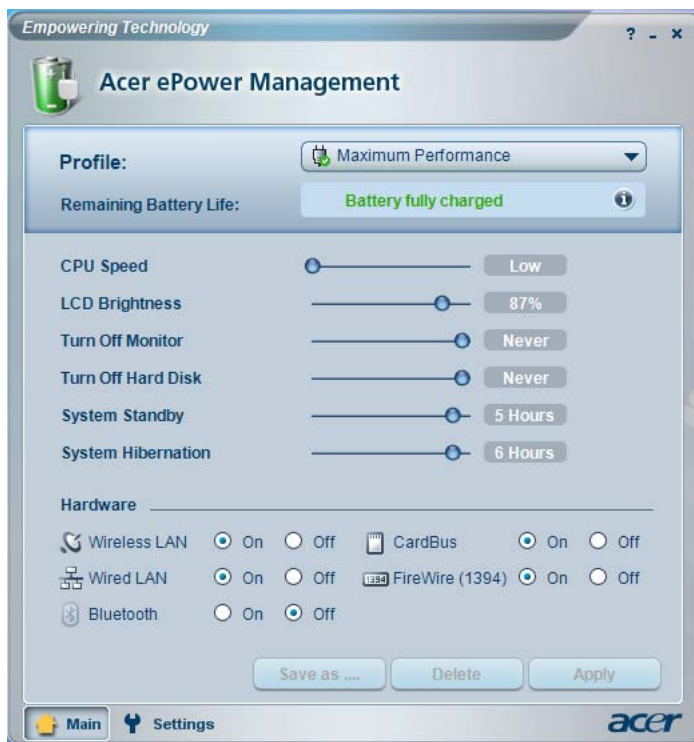 Empowering Technology
? - x
Acer ePower Management
Profile: Maximum Performance
Remaining Battery Life: Battery fully charged i
CPU Speed Low
LCD Brightness 87%
Turn Off Monitor Never
Turn Off Hard Disk Never
System Standby 5 Hours
System Hibernation 6 Hours
Hardware
Wireless LAN On Off CardBus On Off
Wired LAN On Off 1394 FireWire (1394) On Off
Bluetooth On Off
Save as .... Delete Apply
Main Settings acer